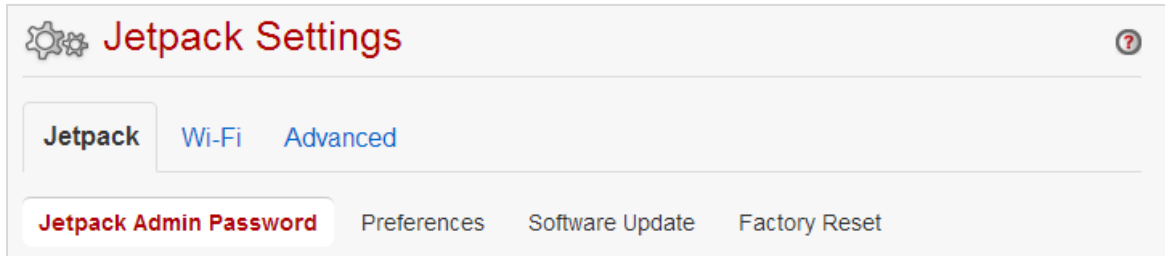 Jetpack Settings ?
Jetpack Wi-Fi Advanced
Jetpack Admin Password Preferences Software Update Factory Reset